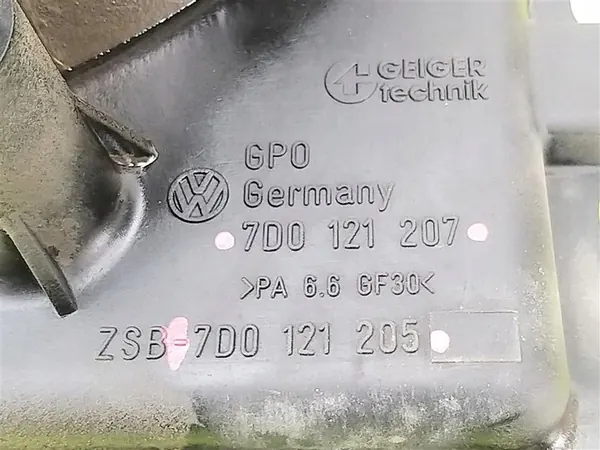 GEIGER
technik
GPO
Germany
7D0 121 207
>PA 6.6 GF30<
ZSB-7D0 121 205